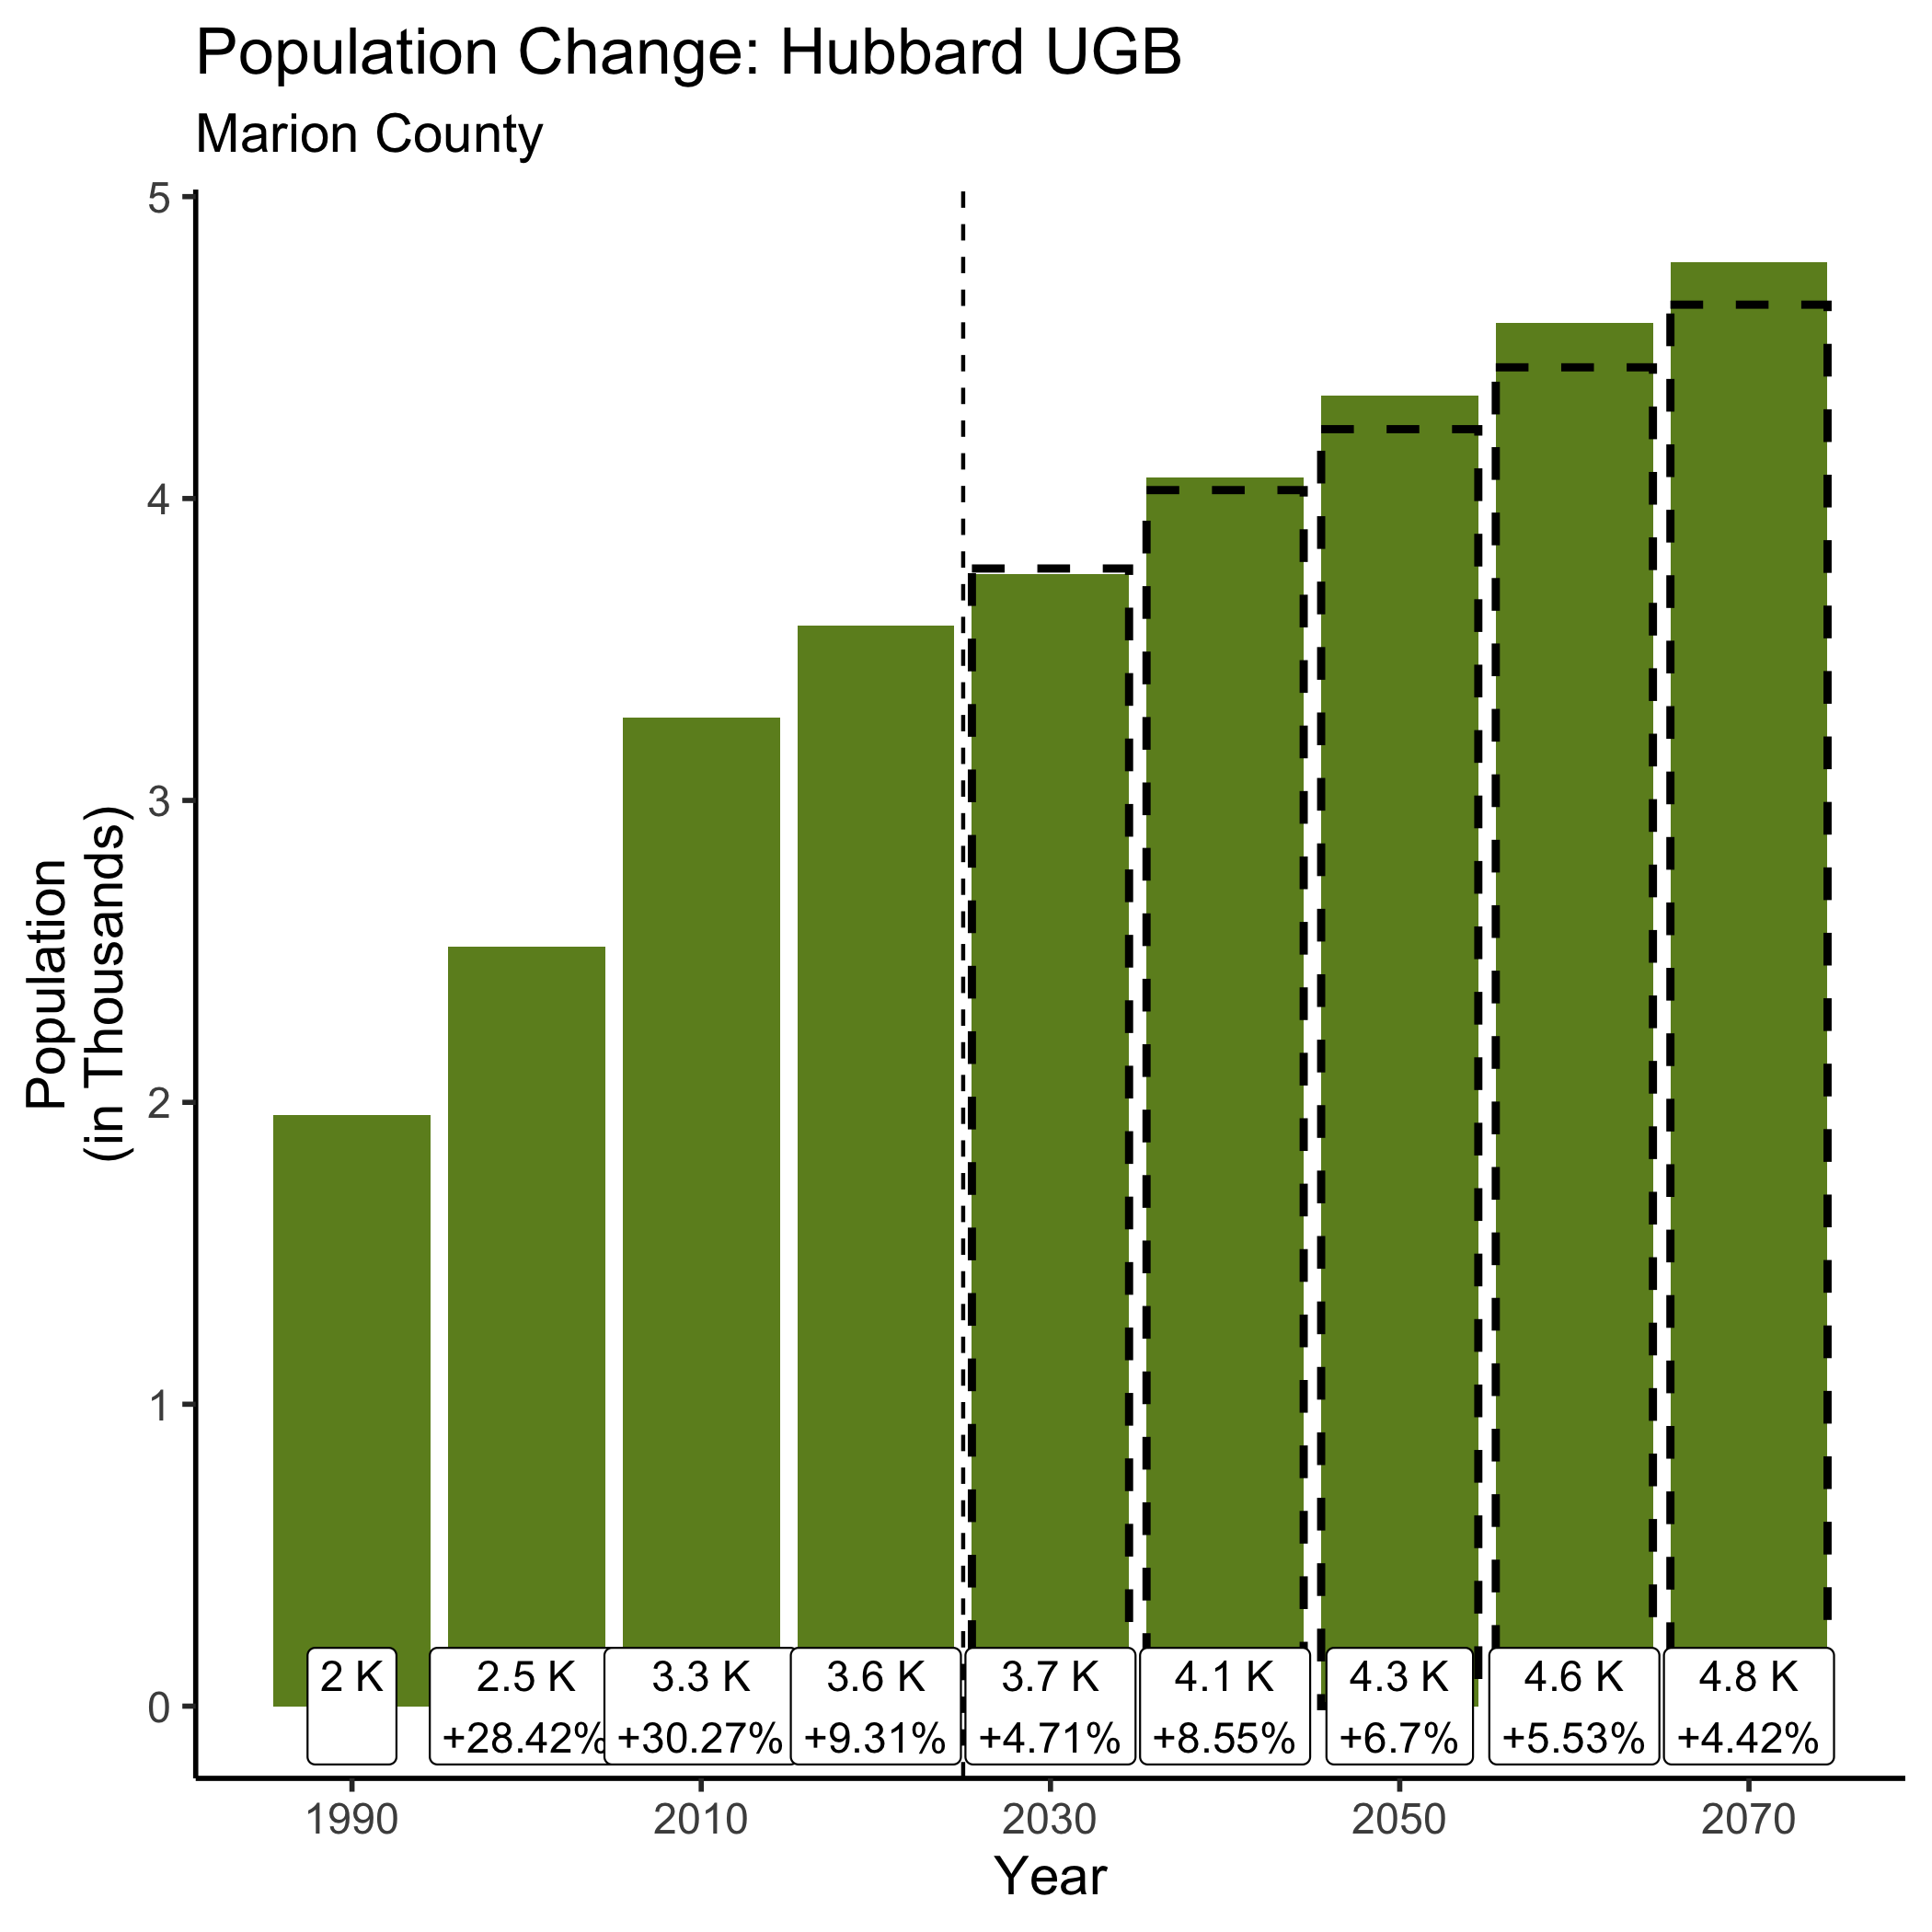 Population Change: Hubbard UGB
Marion County
Population
(in Thousands)
5
4
3
2
1
0
2 K
2.5 K
+28.42%
3.3 K
+30.27%
3.6 K
+9.31%
3.7 K
+4.71%
4.1 K
+8.55%
4.3 K
+6.7%
4.6 K
+5.53%
4.8 K
+4.42%
1990
2010
2030
2050
2070
Year